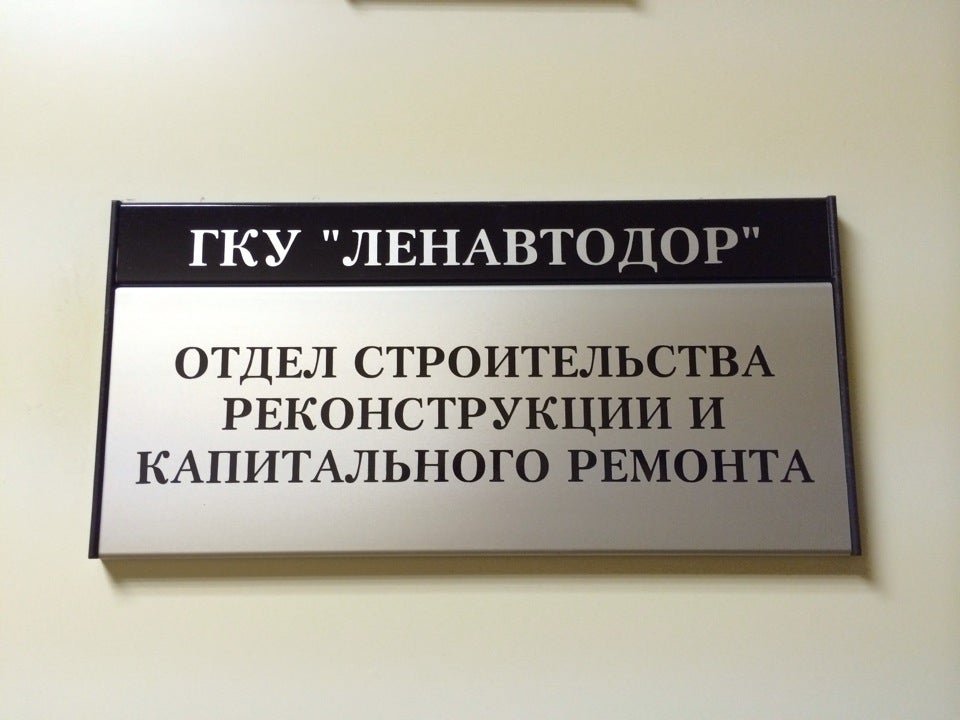 ГКУ "ЛЕНАВТОДОР"
ОТДЕЛ СТРОИТЕЛЬСТВА
РЕКОНСТРУКЦИИ И
КАПИТАЛЬНОГО РЕМОНТА